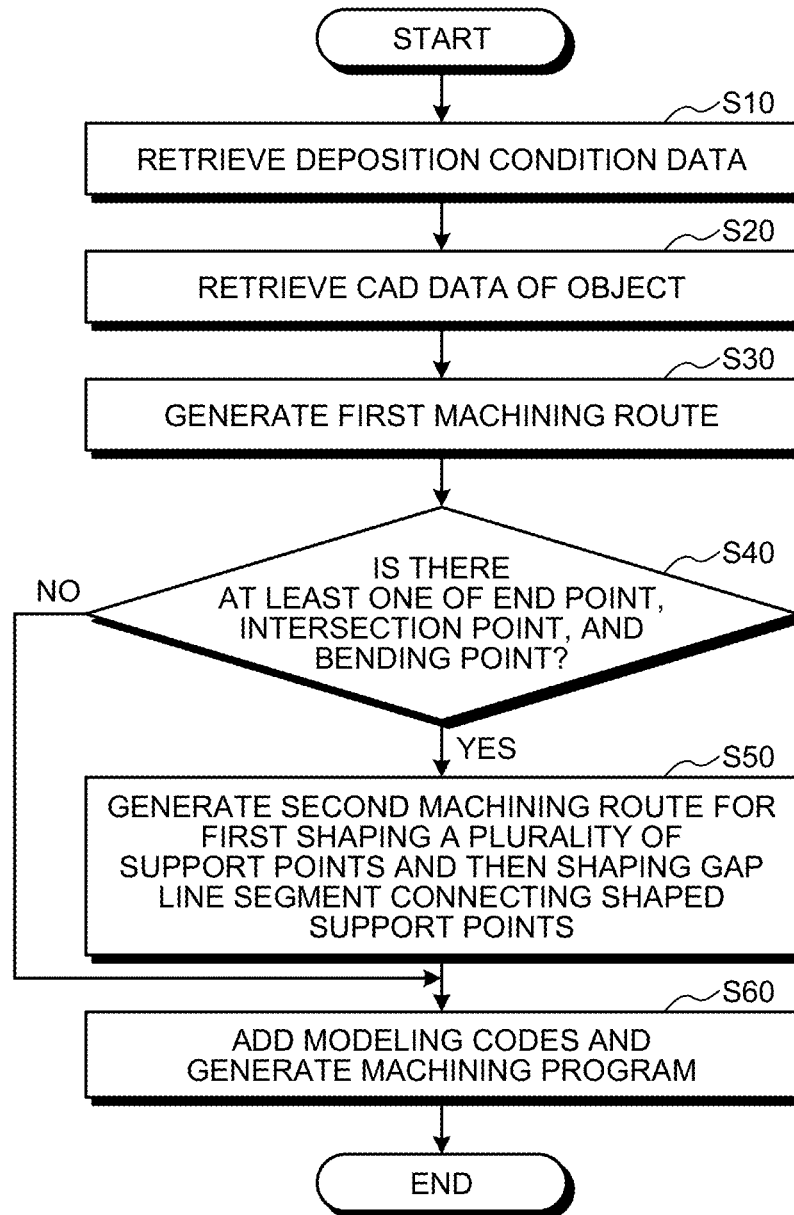 START
S10
RETRIEVE DEPOSITION CONDITION DATA
S20
RETRIEVE CAD DATA OF OBJECT
S30
GENERATE FIRST MACHINING ROUTE
S40
IS THERE
AT LEAST ONE OF END POINT,
INTERSECTION POINT, AND
BENDING POINT?
NO
YES
S50
GENERATE SECOND MACHINING ROUTE FOR
FIRST SHAPING A PLURALITY OF
SUPPORT POINTS AND THEN SHAPING GAP
LINE SEGMENT CONNECTING SHAPED
SUPPORT POINTS
S60
ADD MODELING CODES AND
GENERATE MACHINING PROGRAM
END